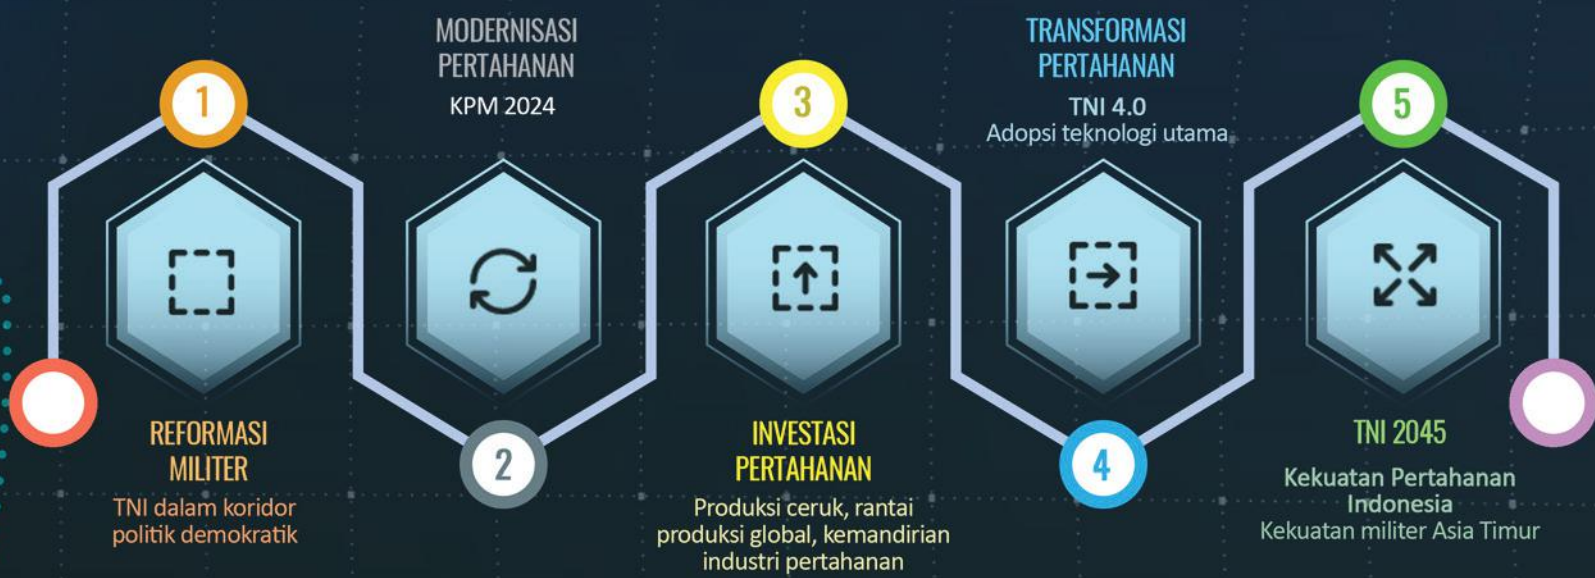 1
REFORMASI
MILITER
TNI dalam koridor
politik demokratik
MODERNISASI
PERTAHANAN
KPM 2024
2
3
INVESTASI
PERTAHANAN
Produksi ceruk, rantai
produksi global, kemandirian
industri pertahanan
TRANSFORMASI
PERTAHANAN
TNI 4.0
Adopsi teknologi utama
4
5
TNI 2045
Kekuatan Pertahanan
Indonesia
Kekuatan militer Asia Timur